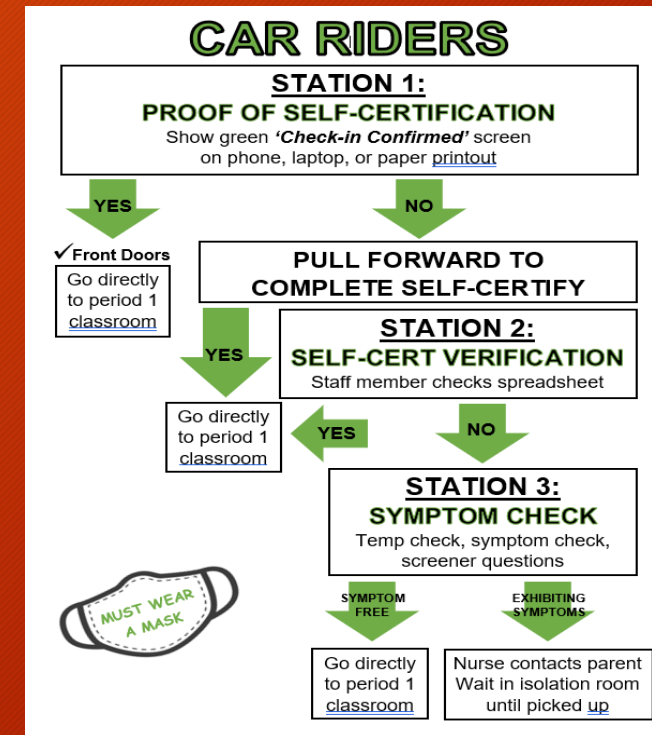 CAR RIDERS
STATION 1:
PROOF OF SELF-CERTIFICATION
Show green 'Check-in Confirmed' screen
on phone, laptop, or paper printout
YES
NO
✓Front Doors
Go directly
to period 1
classroom
PULL FORWARD TO
COMPLETE SELF-CERTIFY
YES
STATION 2:
SELF-CERT VERIFICATION
Staff member checks spreadsheet
Go directly
to period 1
classroom
YES
NO
STATION 3:
SYMPTOM CHECK
Temp check, symptom check,
screener questions
MUST WEAR
A MASK
SYMPTOM
FREE
EXHIBITING
SYMPTOMS
Go directly
to period 1
classroom
Nurse contacts parent
Wait in isolation room
until picked up